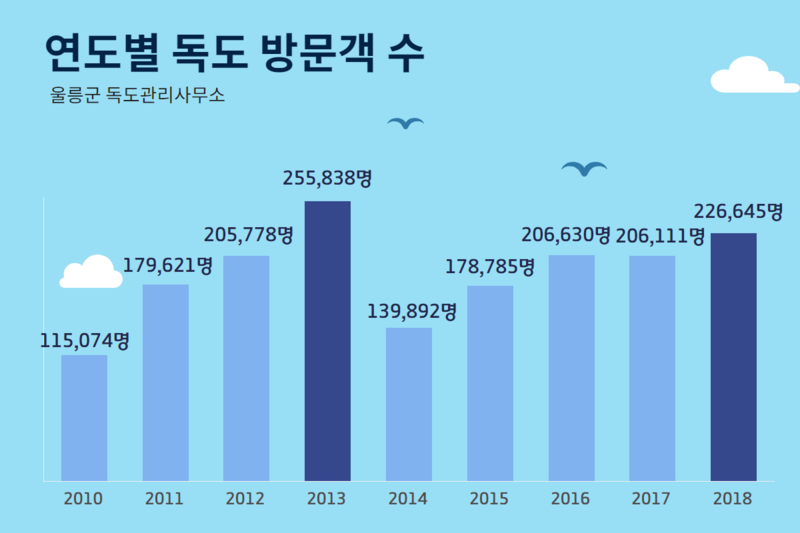 연도별 독도 방문객 수
울릉군 독도관리사무소
115,074명
179,621명
205,778명
255,838명
139,892명
178,785명
206,630명
206,111명
226,645명
2010 2011 2012 2013 2014 2015 2016 2017 2018